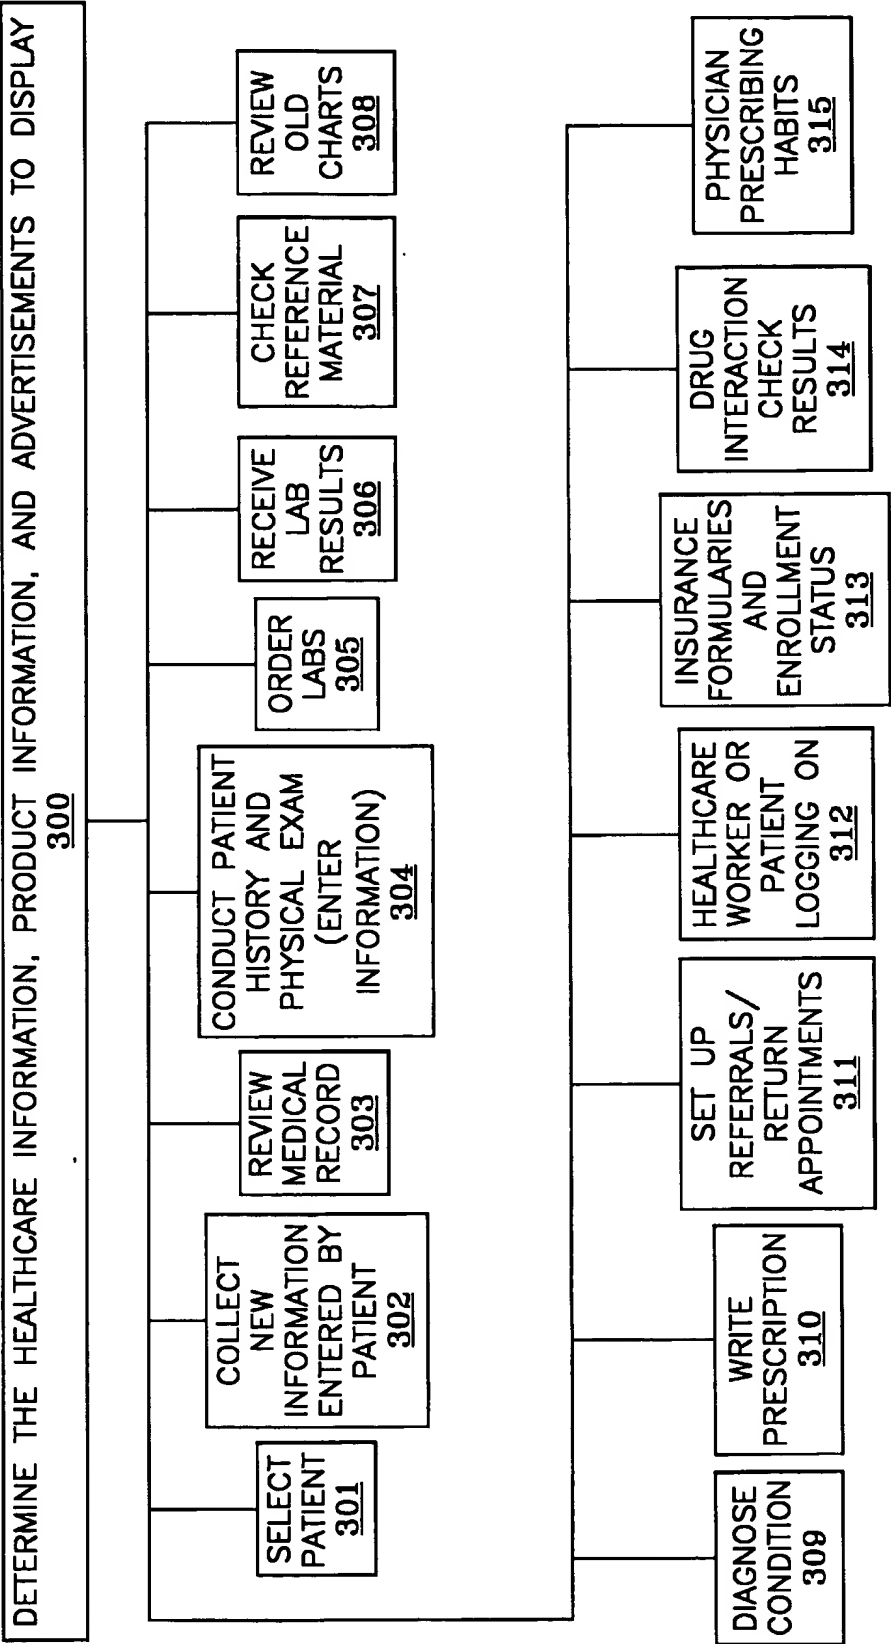 DETERMINE THE HEALTHCARE INFORMATION, PRODUCT INFORMATION, AND ADVERTISEMENTS TO DISPLAY
300
SELECT
PATIENT
301
COLLECT
NEW
INFORMATION
ENTERED BY
PATIENT
302
REVIEW
MEDICAL
RECORD
303
CONDUCT PATIENT
HISTORY AND
PHYSICAL EXAM
(ENTER
INFORMATION)
304
ORDER
LABS
305
RECEIVE
LAB
RESULTS
306
CHECK
REFERENCE
MATERIAL
307
REVIEW
OLD
CHARTS
308
DIAGNOSE
CONDITION
309
WRITE
PRESCRIPTION
310
SET UP
REFERRALS/
RETURN
APPOINTMENTS
311
HEALTHCARE
WORKER OR
PATIENT
LOGGING ON
312
INSURANCE
FORMULARIES
AND
ENROLLMENT
STATUS
313
DRUG
INTERACTION
CHECK
RESULTS
314
PHYSICIAN
PRESCRIBING
HABITS
315